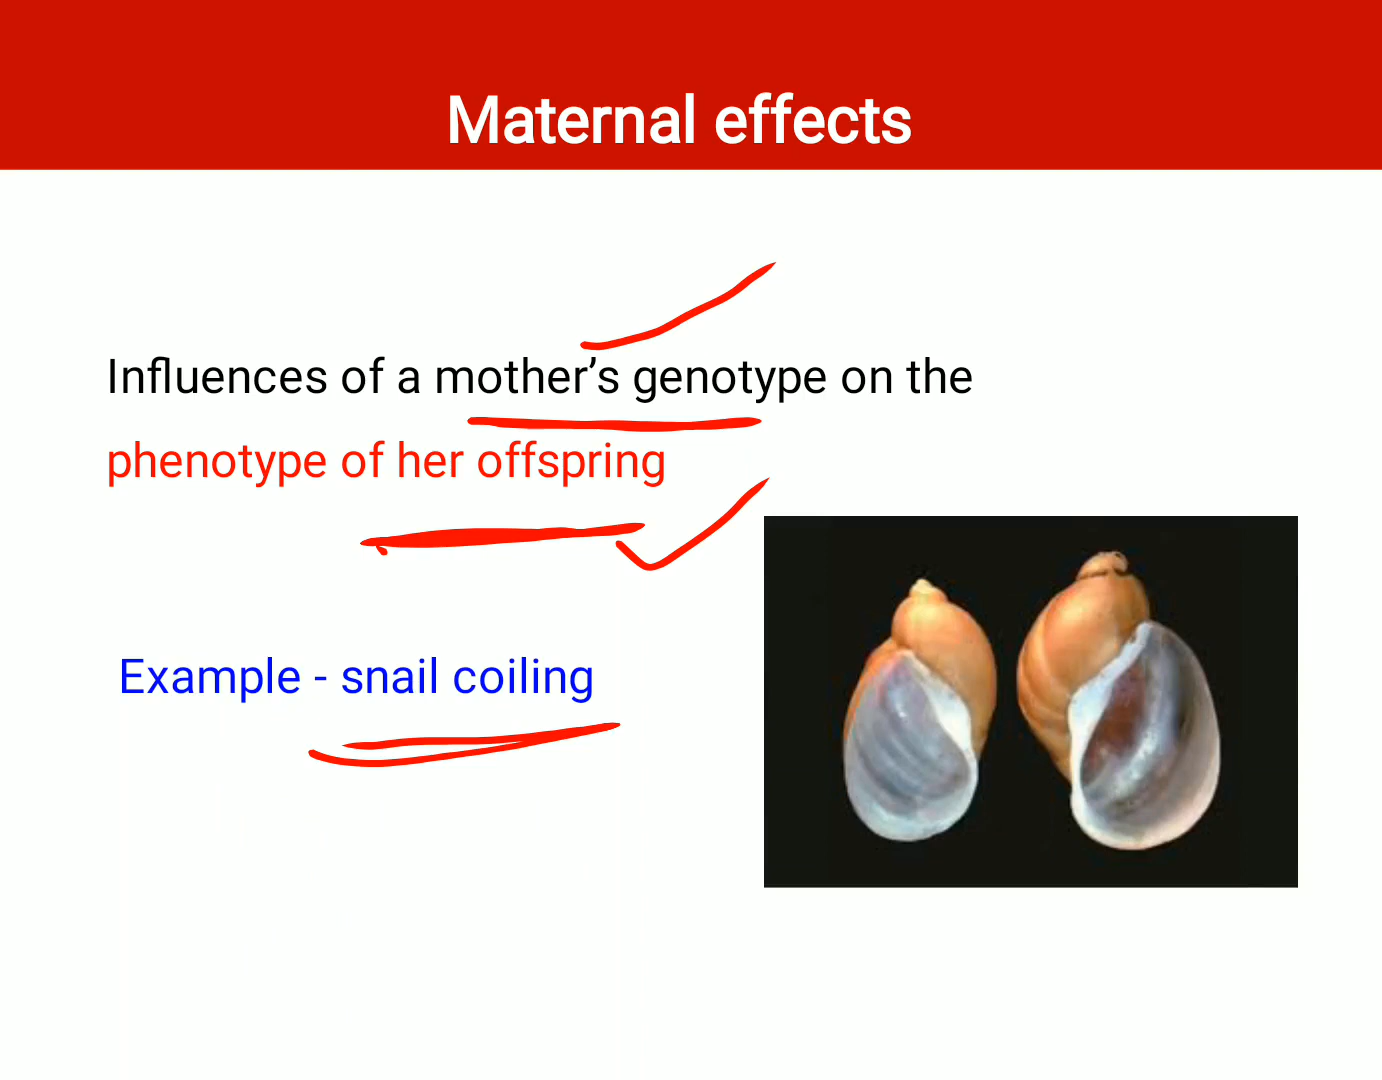 Maternal effects
Influences of a mother’s genotype on the
phenotype of her offspring
Example - snail coiling